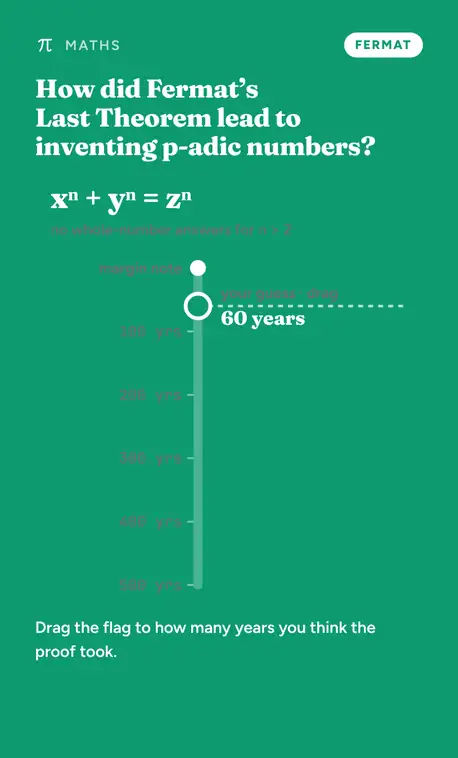 π MATHS
FERMAT
How did Fermat’s
Last Theorem lead to
inventing p-adic numbers?
xⁿ + yⁿ = zⁿ
no whole-number answers for n > 2
margin note
your guess · drag
60 years
100 yrs
200 yrs
300 yrs
400 yrs
500 yrs
Drag the flag to how many years you think the
proof took.